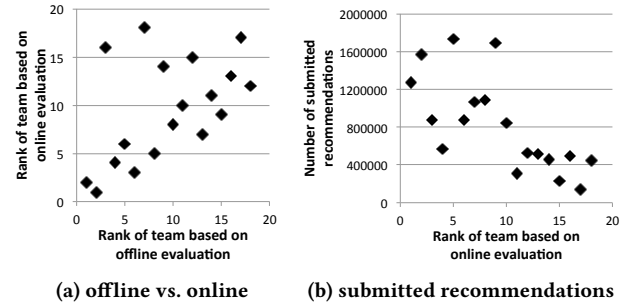 20
15
10
5
0
0 5 10 15 20
Rank of team based on
online evaluation
Rank of team based on
offline evaluation
(a) offline vs. online
2000000
1600000
1200000
800000
400000
0
0 5 10 15 20
Number of submitted
recommendations
Rank of team based on
online evaluation
(b) submitted recommendations